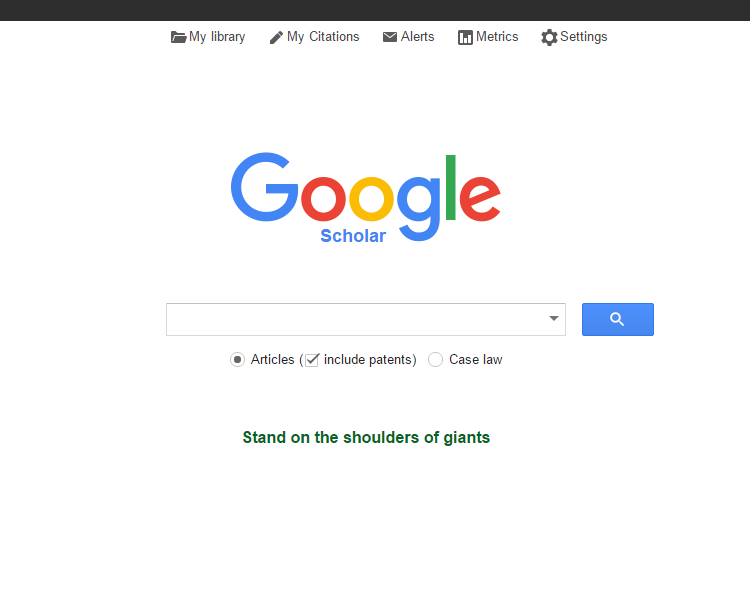 My library My Citations Alerts Metrics Settings
Google
Scholar
Articles (include patents) Case law
Stand on the shoulders of giants